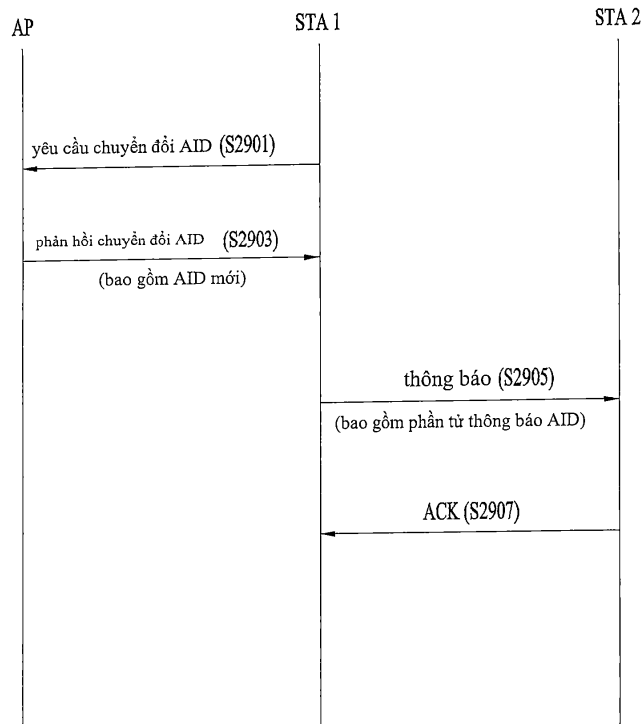 AP
STA 1
STA 2
yêu cầu chuyển đổi AID (S2901)
phản hồi chuyển đổi AID (S2903)
(bao gồm AID mới)
thông báo (S2905)
(bao gồm phần tử thông báo AID)
ACK (S2907)